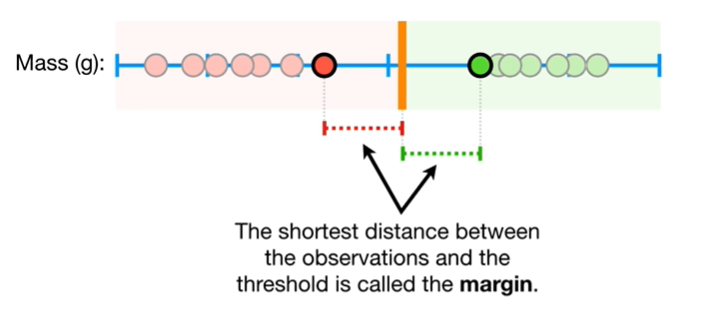 Mass (g):
The shortest distance between
the observations and the
threshold is called the margin.